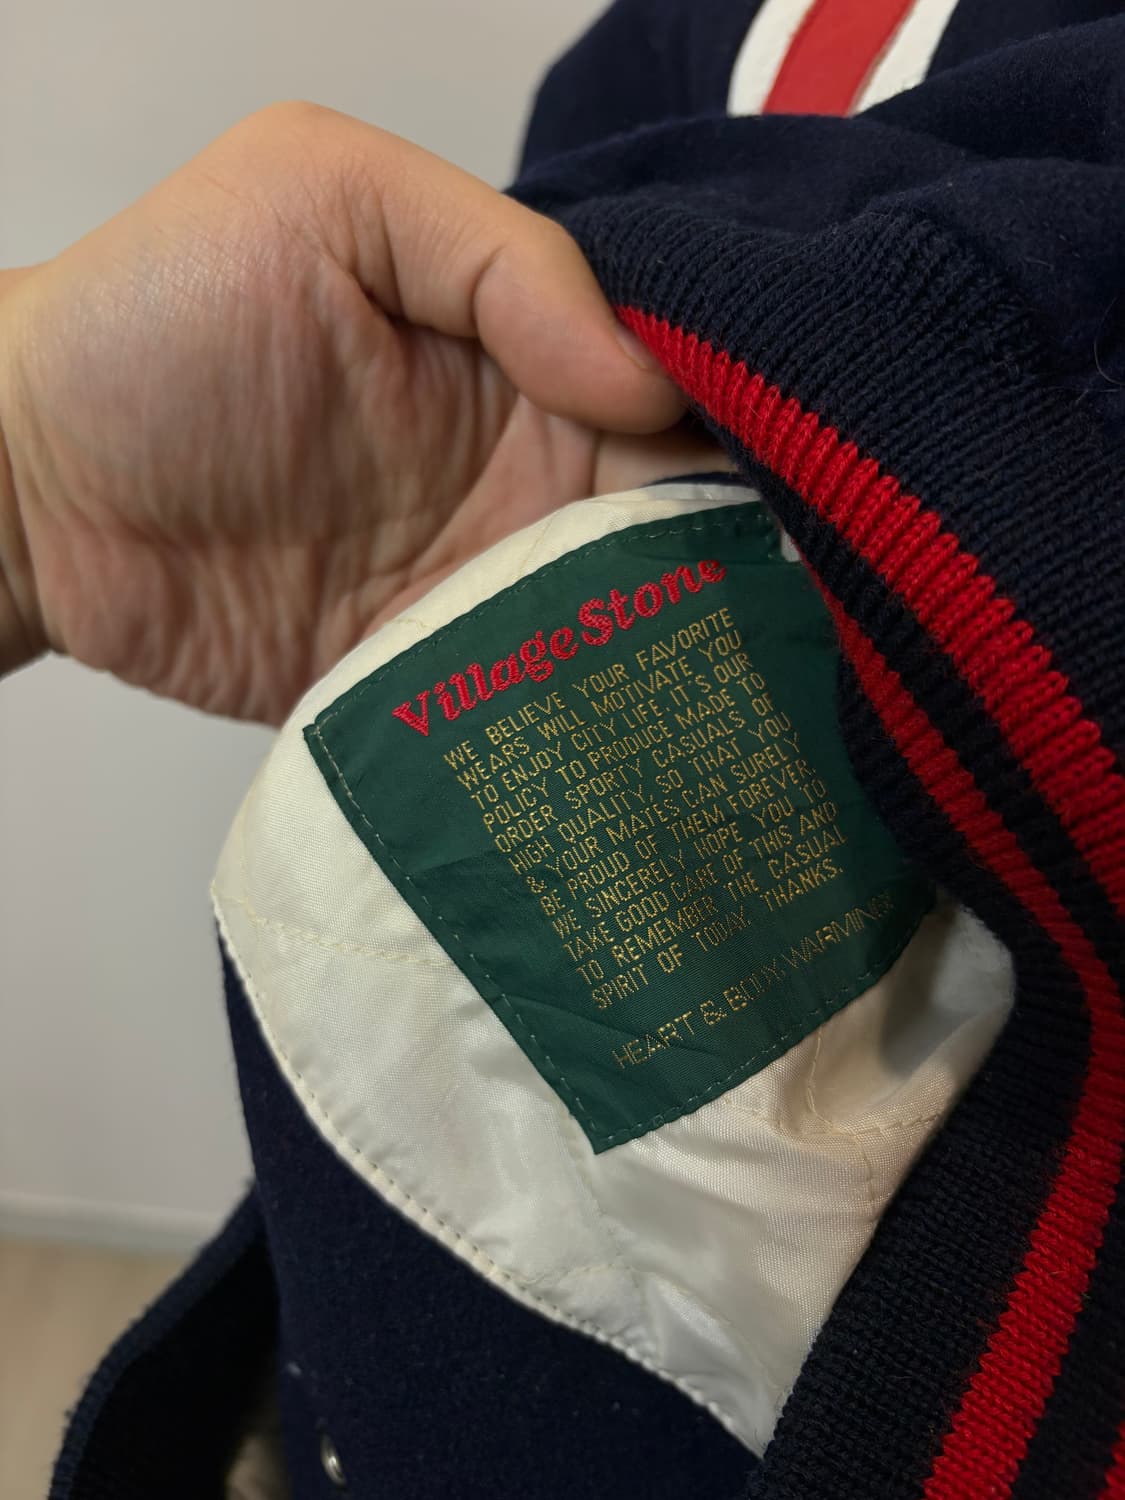 Village Stone
WE BELIEVE YOUR FAVORITE
WEARS WILL MOTIVATE YOU
TO ENJOY CITY LIFE. IT,S OUR
POLICY TO PRODUCE MADE TO
ORDER SPORTY CASUALS OF
HIGH QUALITY SO THAT YOU
& YOUR MATES CAN SURELY
BE PROUD OF THEM FOREVER.
WE SINCERELY HOPE YOU TO
TAKE GOOD CARE OF THIS AND
TO REMEMBER THE CASUAL
SPIRIT OF TODAY. THANKS.
HEART & BODY WARMING